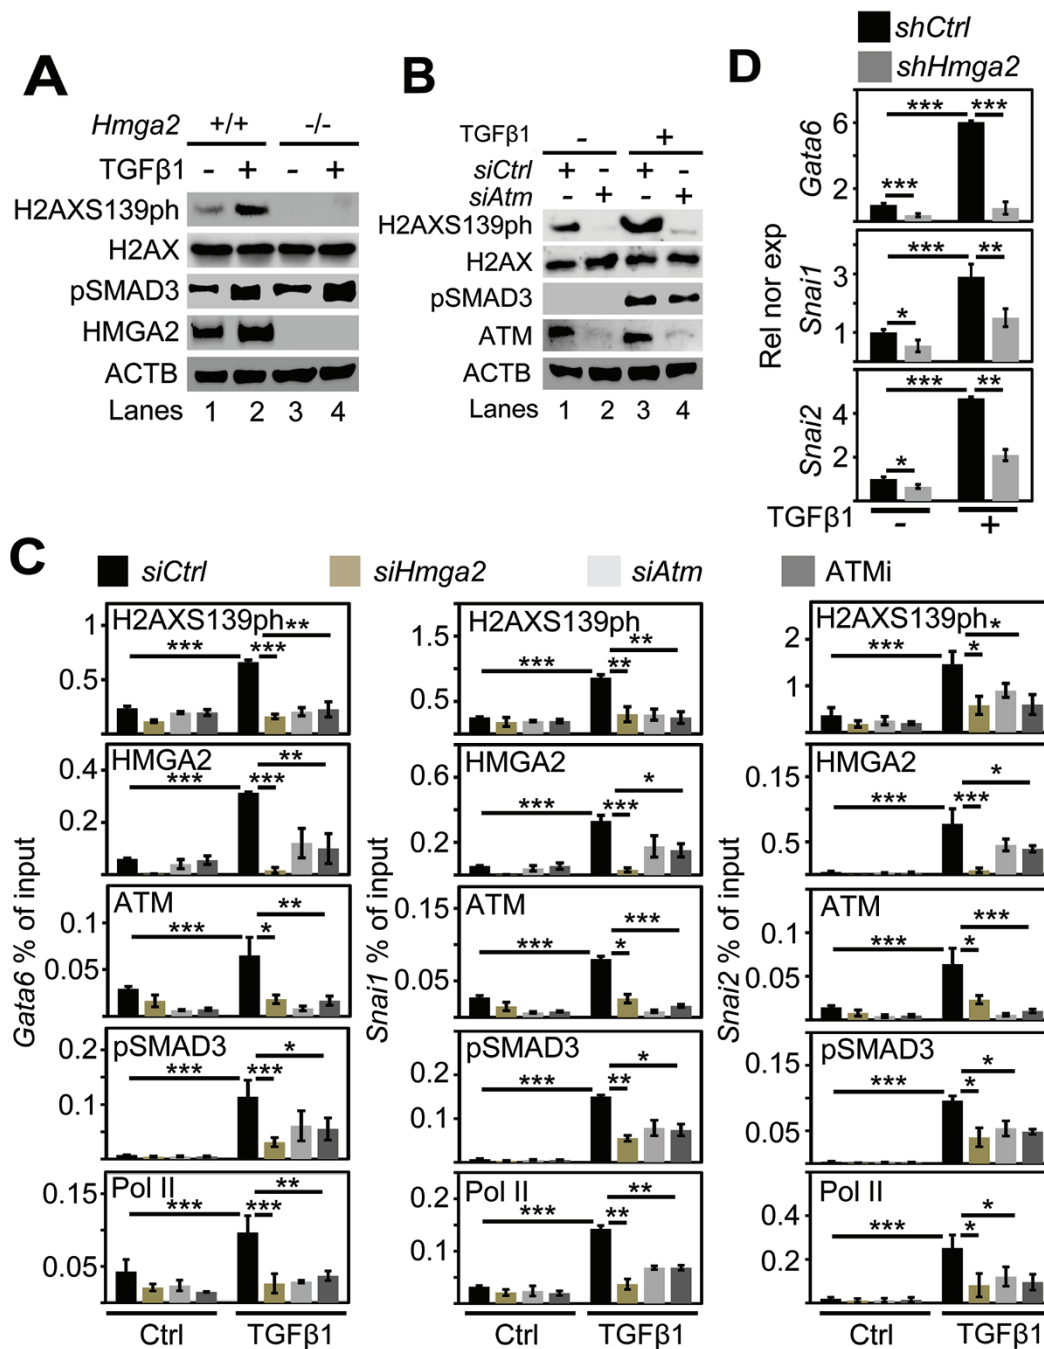 A
Hmga2 +/+ -/-
TGFβ1 - + - +
H2AXS139ph
H2AX
pSMAD3
HMGA2
ACTB
Lanes 1 2 3 4
B
TGFβ1 - +
siCtrl + - + -
siAtm - + - +
H2AXS139ph
H2AX
pSMAD3
ATM
ACTB
Lanes 1 2 3 4
D
shCtrl
shHmga2
Rel nor exp
Gata6
6
2
*** *** ***
Snai1
3
1
* *** **
Snai2
4
2
* *** **
TGFβ1 - +
C
siCtrl siHmga2 siAtm ATMi
Gata6 % of input
H2AXS139ph
1
0.5
*** *** **
HMGA2
0.4
0.2
*** *** **
ATM
0.1
0.05
*** * **
pSMAD3
0.2
0.1
*** *** *
Pol II
0.15
0.05
*** *** **
Ctrl TGFβ1
Snai1 % of input
H2AXS139ph
1.5
0.5
*** ** **
HMGA2
0.6
0.2
*** *** *
ATM
0.15
0.05
*** * ***
pSMAD3
0.2
0.1
*** ** *
Pol II
0.2
0.1
*** ** **
Ctrl TGFβ1
Snai2 % of input
H2AXS139ph
2
1
*** * *
HMGA2
0.15
0.05
*** *** *
ATM
0.1
0.05
*** * ***
pSMAD3
0.15
0.05
*** * *
Pol II
0.4
0.2
*** * *
Ctrl TGFβ1